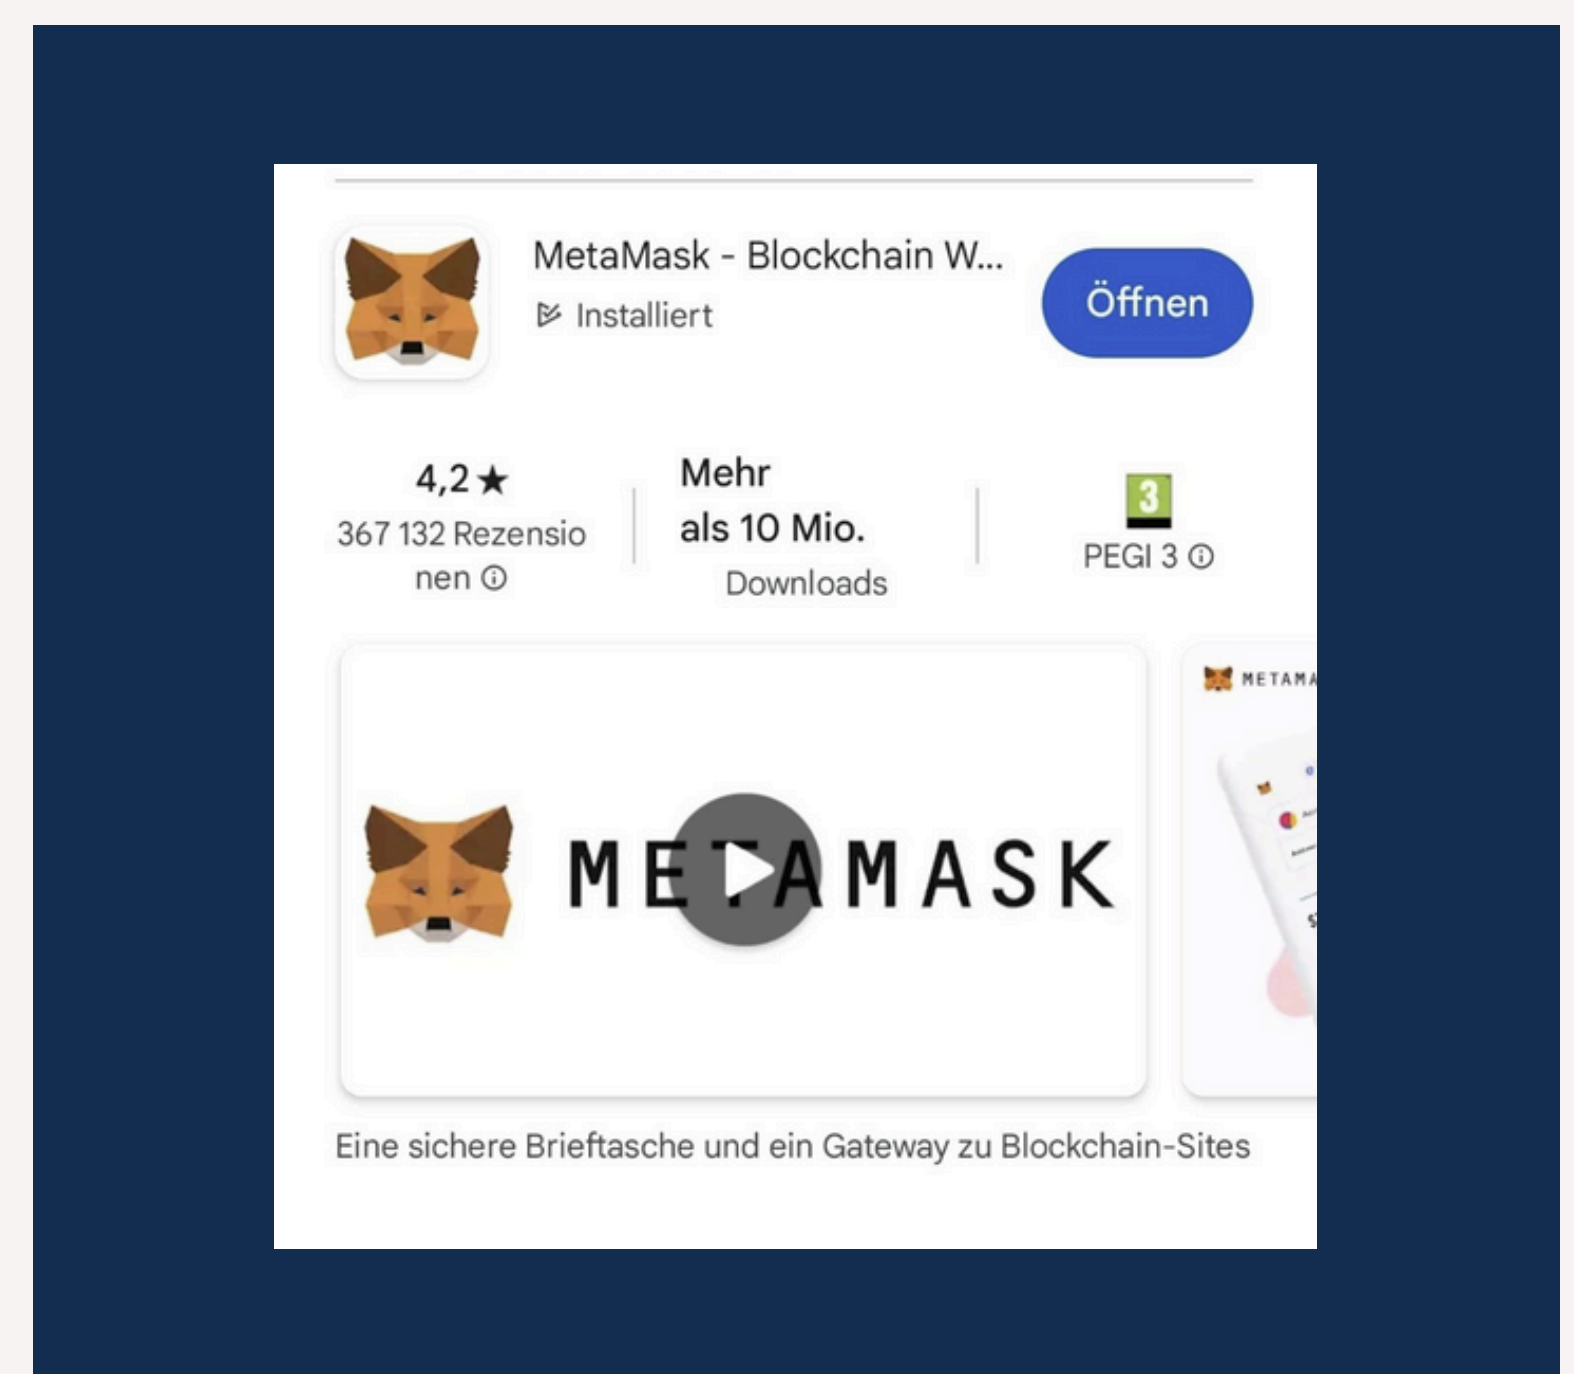 MetaMask - Blockchain W...
Installiert
Öffnen
4,2★
367 132 Rezensio
nen
Mehr
als 10 Mio.
Downloads
3
PEGI 3
METAMASK
METAMA
Eine sichere Brieftasche und ein Gateway zu Blockchain-Sites